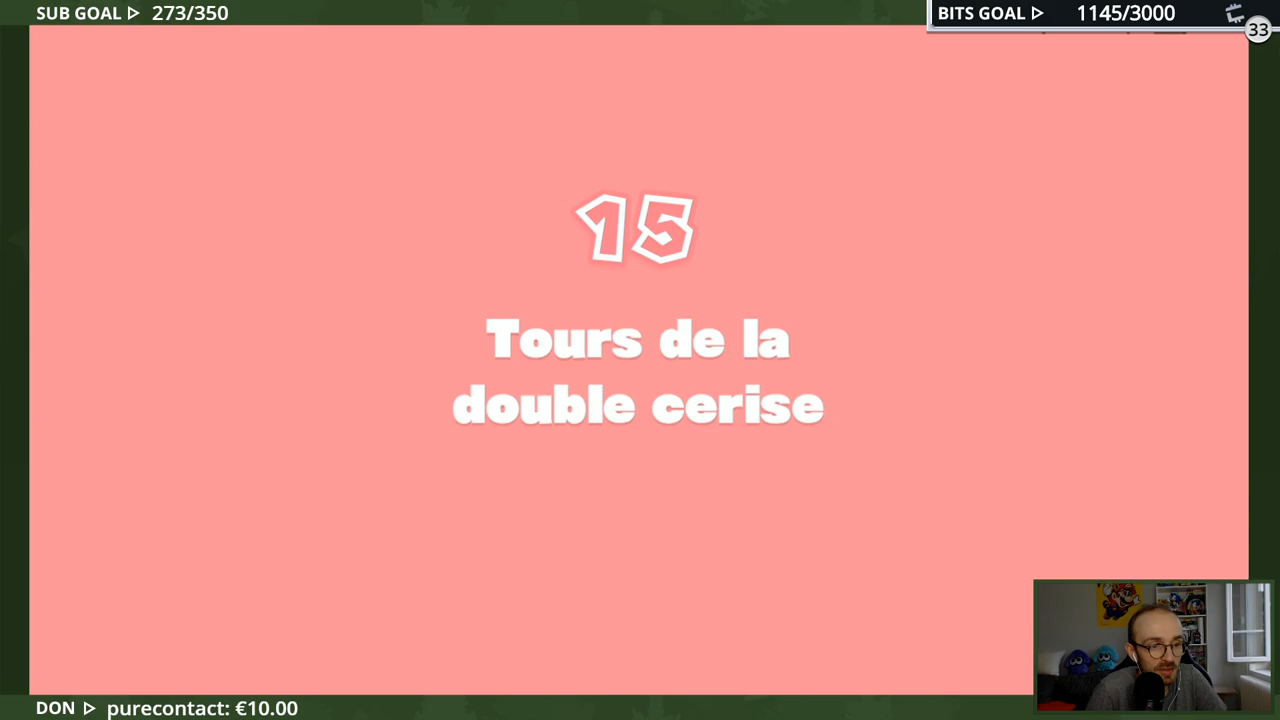 SUB GOAL ▷ 273/350
BITS GOAL ▷ 1145/3000
33
15
Tours de la
double cerise
DON ▷ purecontact: €10.00